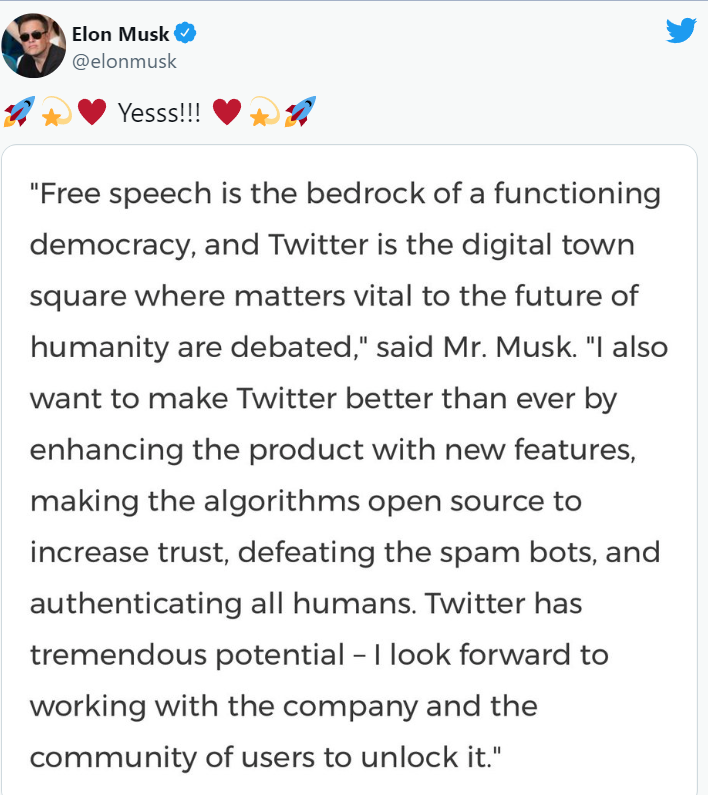 Elon Musk
@elonmusk
🚀 💫 ♥️ Yesss!!! ♥️ 💫 🚀
"Free speech is the bedrock of a functioning
democracy, and Twitter is the digital town
square where matters vital to the future of
humanity are debated," said Mr. Musk. "I also
want to make Twitter better than ever by
enhancing the product with new features,
making the algorithms open source to
increase trust, defeating the spam bots, and
authenticating all humans. Twitter has
tremendous potential – I look forward to
working with the company and the
community of users to unlock it."